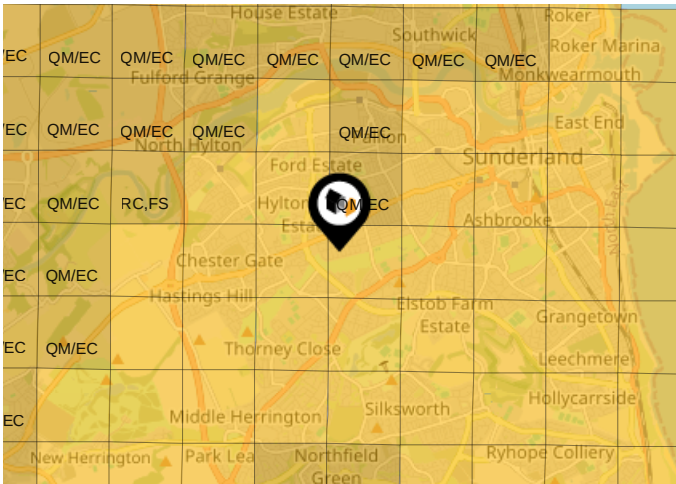 House Estate
Roker
Southwick
Roker Marina
/EC QM/EC QM/EC QM/EC QM/EC QM/EC QM/EC QM/EC
Fulford Grange
Monkwearmouth
East End
/EC QM/EC QM/EC QM/EC QM/EC
North Hylton
Ford Estate
Sunderland
/EC QM/EC RC,FS Hylton QM/EC
Ashbrooke
Chester Gate
/EC QM/EC
Hastings Hill
Elstob Farm
Estate
Grangetown
/EC QM/EC
Thorney Close
Leechmere
Hollycarrside
Silksworth
/EC
Middle Herrington
New Herrington
Park Lea
Northfield
Green
Ryhope Colliery